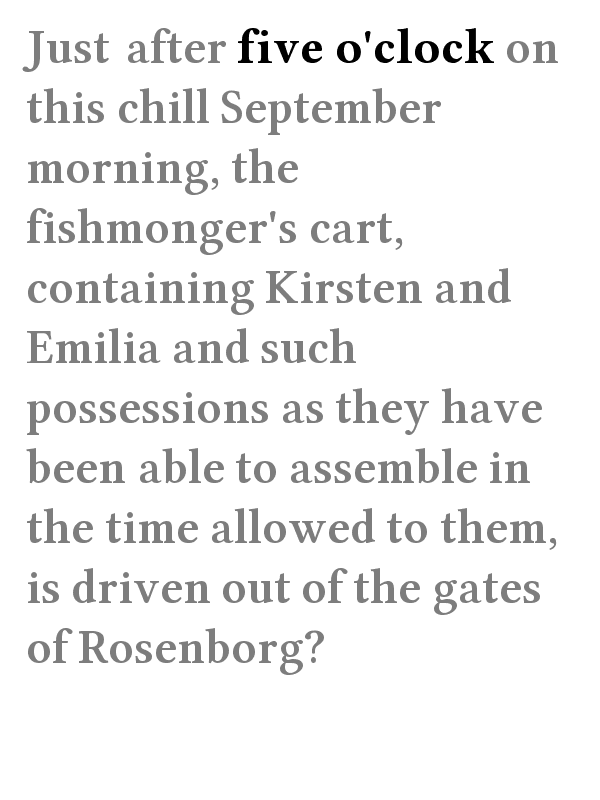 Just after five o'clock on
this chill September
morning, the
fishmonger's cart,
containing Kirsten and
Emilia and such
possessions as they have
been able to assemble in
the time allowed to them,
is driven out of the gates
of Rosenborg?